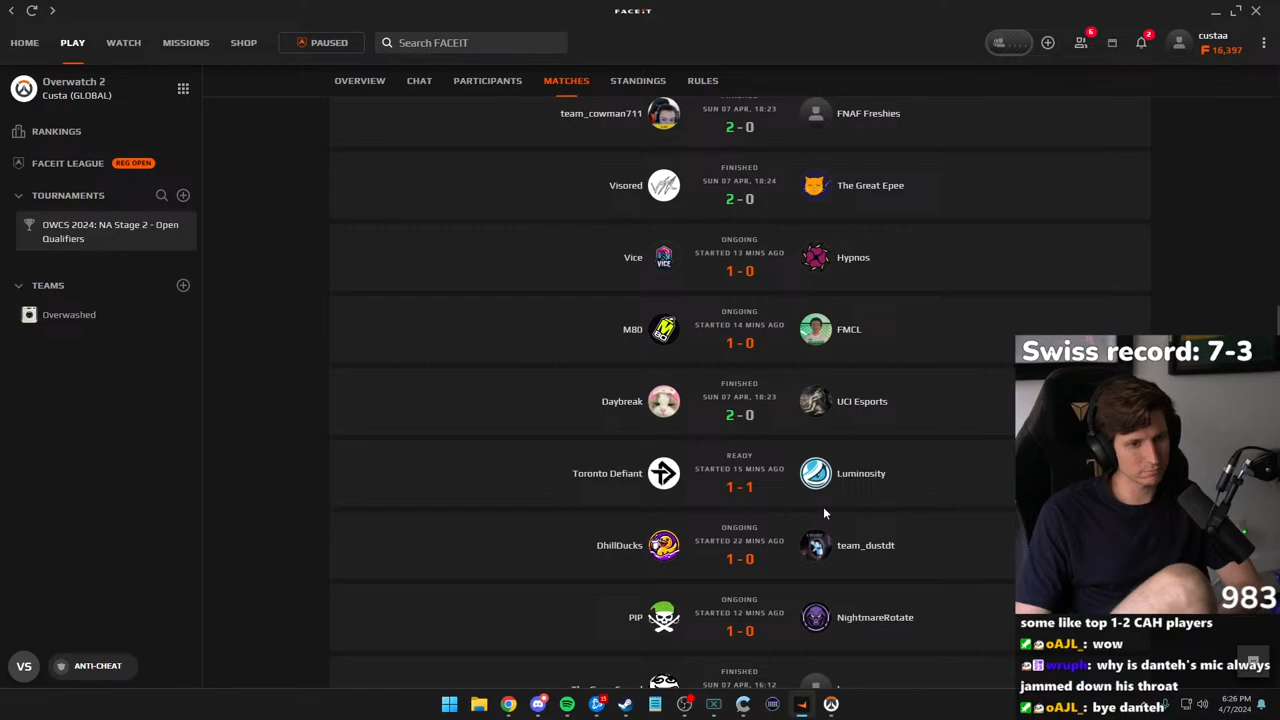 FACEIT
HOME
PLAY
WATCH
MISSIONS
SHOP
PAUSED
Search FACEIT
6
2
custaa
16,397
Overwatch 2
Custa (GLOBAL)
OVERVIEW
CHAT
PARTICIPANTS
MATCHES
STANDINGS
RULES
RANKINGS
FACEIT LEAGUE
REG OPEN
TOURNAMENTS
OWCS 2024: NA Stage 2 - Open
Qualifiers
TEAMS
Overwashed
team_cowman711
SUN 07 APR, 18:23
2 - 0
FNAF Freshies
FINISHED
Visored
SUN 07 APR, 18:24
2 - 0
The Great Epee
ONGOING
Vice
STARTED 13 MINS AGO
1 - 0
Hypnos
ONGOING
M80
STARTED 14 MINS AGO
1 - 0
FMCL
FINISHED
Daybreak
SUN 07 APR, 18:23
2 - 0
UCI Esports
READY
Toronto Defiant
STARTED 15 MINS AGO
1 - 1
Luminosity
ONGOING
DhillDucks
STARTED 22 MINS AGO
1 - 0
team_dustdt
ONGOING
PIP
STARTED 12 MINS AGO
1 - 0
NightmareRotate
FINISHED
SUN 07 APR, 16:12
Swiss record: 7-3
983
some like top 1-2 CAH players
oAJL_: wow
wruph: why is danteh's mic always
jammed down his throat
oAJL_: bye danteh
VS
ANTI-CHEAT
15
6:26 PM
4/7/2024